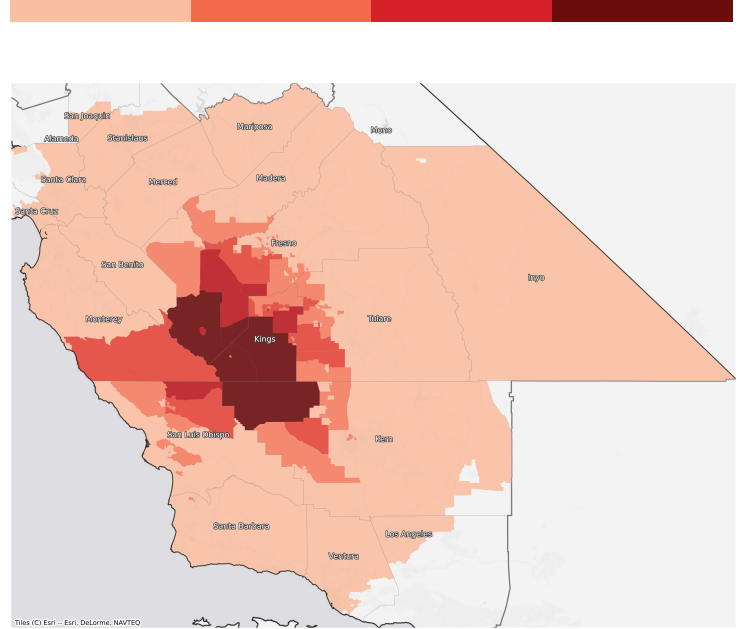 San Joaquin
Mariposa
Mono
Alameda
Stanislaus
Santa Clara
Merced
Madera
Santa Cruz
Fresno
San Benito
Inyo
Monterey
Tulare
Kings
San Luis Obispo
Kern
Santa Barbara
Los Angeles
Ventura
Tiles (C) Esri -- Esri, DeLorme, NAVTEQ